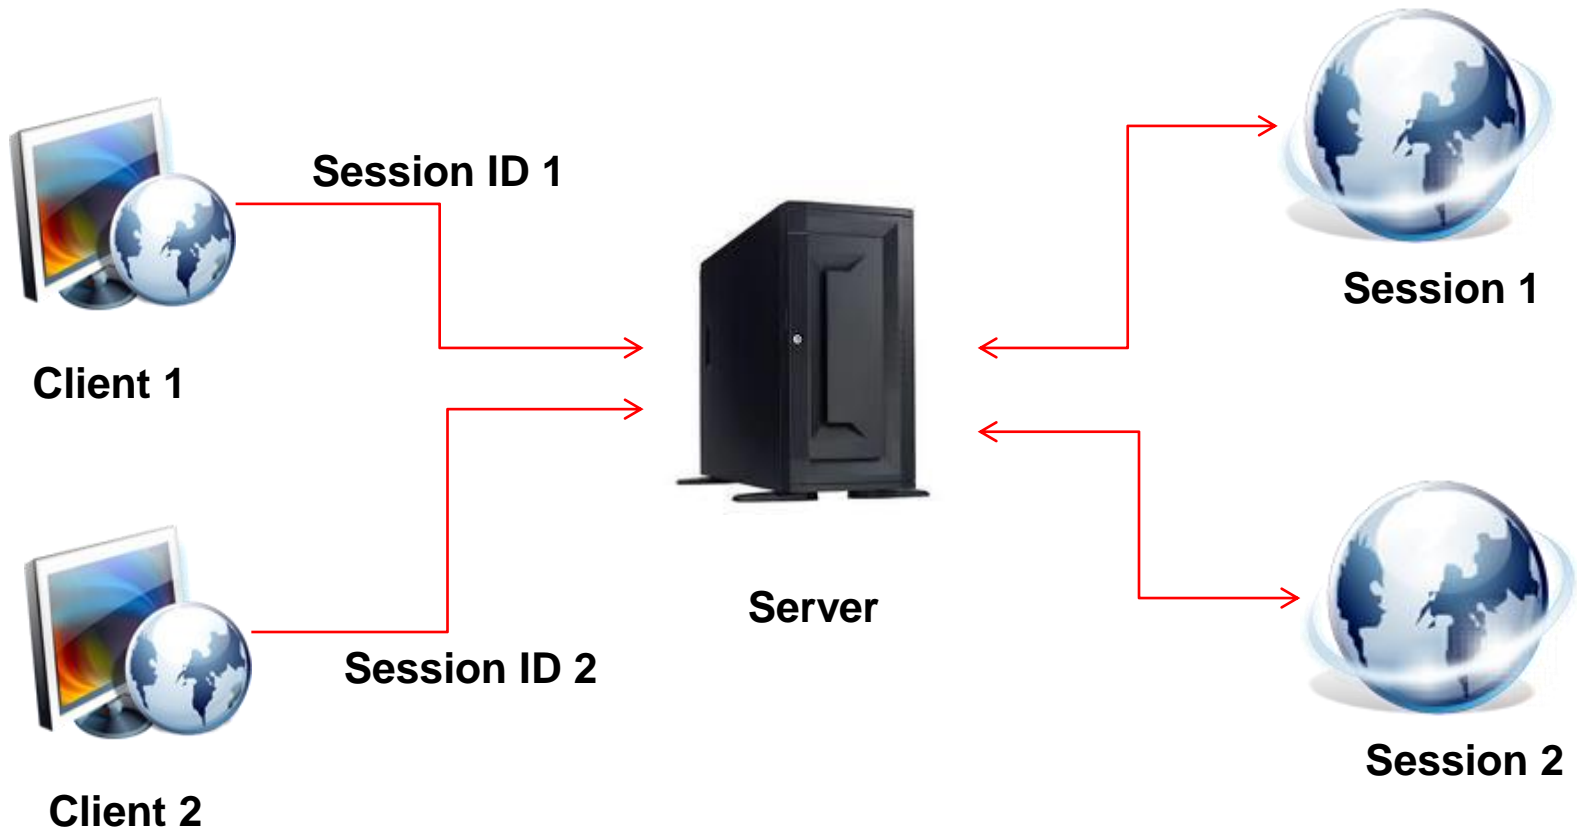 Session ID 1
Session 1
Client 1
Server
Session ID 2
Session 2
Client 2